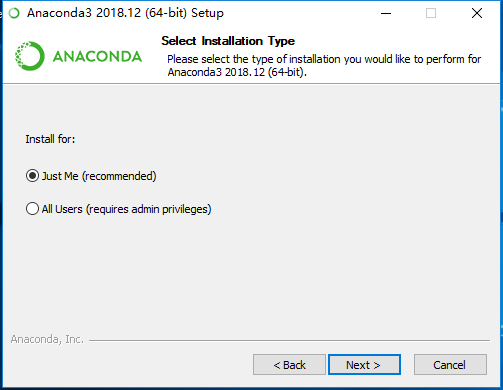 Anaconda3 2018.12 (64-bit) Setup
Select Installation Type
Please select the type of installation you would like to perform for
Anaconda3 2018.12 (64-bit).
ANACONDA
Install for:
Just Me (recommended)
All Users (requires admin privileges)
Anaconda, Inc.
< Back
Next >
Cancel